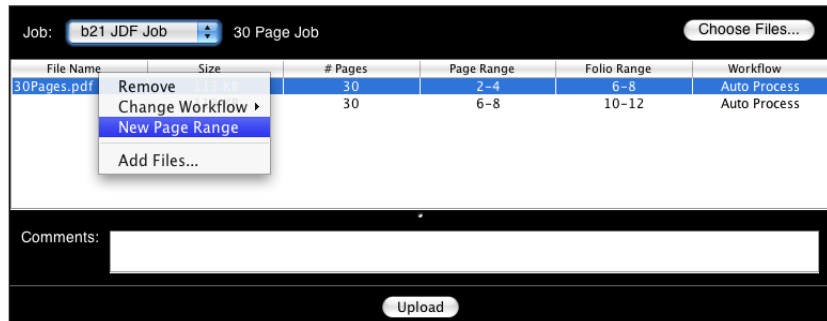 Job: b21 JDF Job 30 Page Job Choose Files...
File Name Size # Pages Page Range Folio Range Workflow
30Pages.pdf 30 2-4 6-8 Auto Process
Remove
Change Workflow 30 6-8 10-12 Auto Process
New Page Range
Add Files...
Comments:
Upload